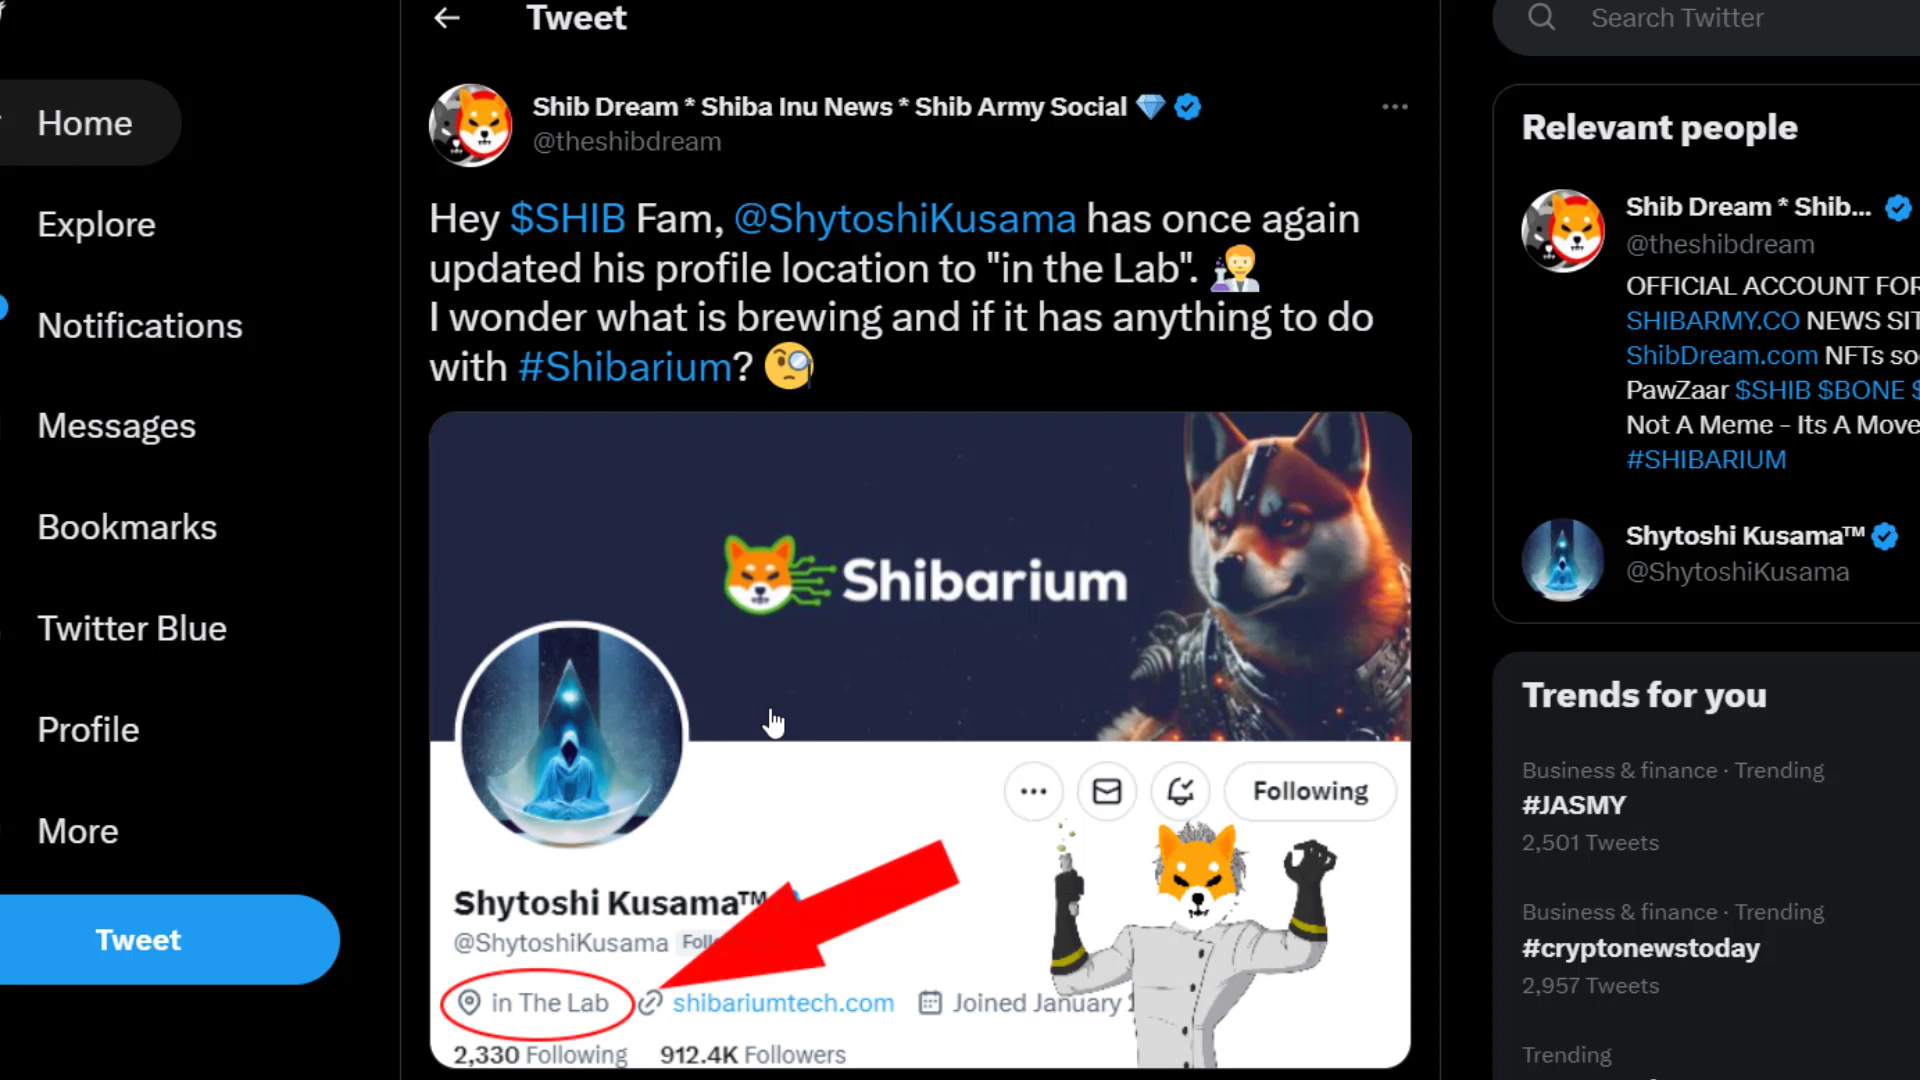 Tweet
Search Twitter
Home
Explore
Notifications
Messages
Bookmarks
Twitter Blue
Profile
More
Tweet
Shib Dream * Shiba Inu News * Shib Army Social
@theshibdream
Hey $SHIB Fam, @ShytoshiKusama has once again
updated his profile location to "in the Lab".
I wonder what is brewing and if it has anything to do
with #Shibarium?
Shibarium
Following
Shytoshi Kusama™
@ShytoshiKusama
in The Lab
shibariumtech.com
Joined January
2,330 Following
912.4K Followers
Relevant people
Shib Dream * Shib...
@theshibdream
OFFICIAL ACCOUNT FOR
SHIBARMY.CO NEWS
ShibDream.com NFTs
PawZaar $SHIB $BONE
Not A Meme - Its A
#SHIBARIUM
Shytoshi Kusama™
@ShytoshiKusama
Trends for you
Business & finance · Trending
#JASMY
2,501 Tweets
Business & finance · Trending
#cryptonewstoday
2,957 Tweets
Trending